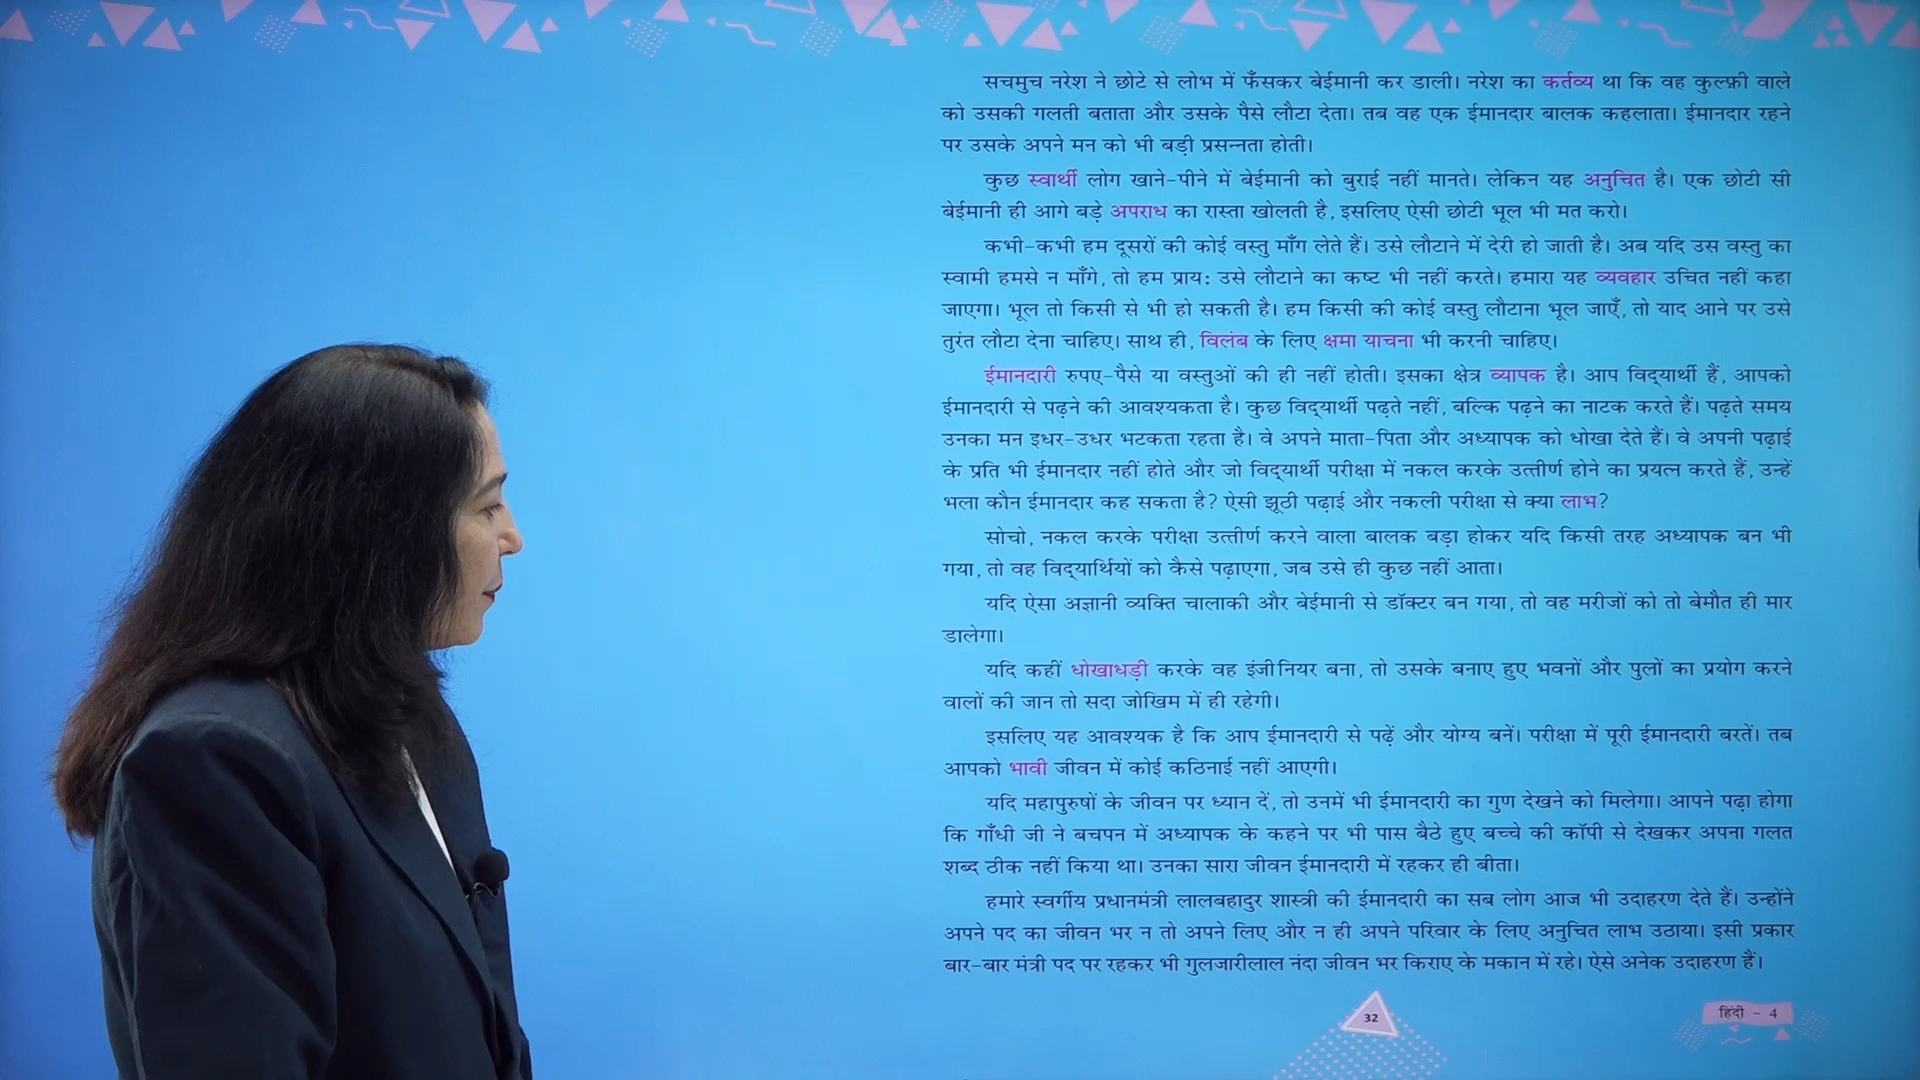 सचमुच नरेश ने छोटे से लोभ में फँसकर बेईमानी कर डाली। नरेश का कर्तव्य था कि वह कुल्फ़ी वाले
को उसकी गलती बताता और उसके पैसे लौटा देता। तब वह एक ईमानदार बालक कहलाता। ईमानदार रहने
पर उसके अपने मन को भी बड़ी प्रसन्नता होती।
कुछ स्वार्थी लोग खाने-पीने में बेईमानी को बुराई नहीं मानते। लेकिन यह अनुचित है। एक छोटी सी
बेईमानी ही आगे बड़े अपराध का रास्ता खोलती है, इसलिए ऐसी छोटी भूल भी मत करो।
कभी-कभी हम दूसरों की कोई वस्तु माँग लेते हैं। उसे लौटाने में देरी हो जाती है। अब यदि उस वस्तु का
स्वामी हमसे न माँगे, तो हम प्राय: उसे लौटाने का कष्ट भी नहीं करते। हमारा यह व्यवहार उचित नहीं कहा
जाएगा। भूल तो किसी से भी हो सकती है। हम किसी की कोई वस्तु लौटाना भूल जाएँ, तो याद आने पर उसे
तुरंत लौटा देना चाहिए। साथ ही, विलंब के लिए क्षमा याचना भी करनी चाहिए।
ईमानदारी रुपए-पैसे या वस्तुओं की ही नहीं होती। इसका क्षेत्र व्यापक है। आप विद्‌यार्थी हैं, आपको
ईमानदारी से पढ़ने की आवश्यकता है। कुछ विद्‌यार्थी पढ़ते नहीं, बल्कि पढ़ने का नाटक करते हैं। पढ़ते समय
उनका मन इधर-उधर भटकता रहता है। वे अपने माता-पिता और अध्यापक को धोखा देते हैं। वे अपनी पढ़ाई
के प्रति भी ईमानदार नहीं होते और जो विद्‌यार्थी परीक्षा में नकल करके उत्तीर्ण होने का प्रयत्न करते हैं, उन्हें
भला कौन ईमानदार कह सकता है? ऐसी झूठी पढ़ाई और नकली परीक्षा से क्या लाभ?
सोचो, नकल करके परीक्षा उत्तीर्ण करने वाला बालक बड़ा होकर यदि किसी तरह अध्यापक बन भी
गया, तो वह विद्‌यार्थियों को कैसे पढ़ाएगा, जब उसे ही कुछ नहीं आता।
यदि ऐसा अज्ञानी व्यक्ति चालाकी और बेईमानी से डॉक्टर बन गया, तो वह मरीजों को तो बेमौत ही मार
डालेगा।
यदि कहीं धोखाधड़ी करके वह इंजीनियर बना, तो उसके बनाए हुए भवनों और पुलों का प्रयोग करने
वालों की जान तो सदा जोखिम में ही रहेगी।
इसलिए यह आवश्यक है कि आप ईमानदारी से पढ़ें और योग्य बनें। परीक्षा में पूरी ईमानदारी बरतें। तब
आपको भावी जीवन में कोई कठिनाई नहीं आएगी।
यदि महापुरुषों के जीवन पर ध्यान दें, तो उनमें भी ईमानदारी का गुण देखने को मिलेगा। आपने पढ़ा होगा
कि गाँधी जी ने बचपन में अध्यापक के कहने पर भी पास बैठे हुए बच्चे की कॉपी से देखकर अपना गलत
शब्द ठीक नहीं किया था। उनका सारा जीवन ईमानदारी में रहकर ही बीता।
हमारे स्वर्गीय प्रधानमंत्री लालबहादुर शास्त्री की ईमानदारी का सब लोग आज भी उदाहरण देते हैं। उन्होंने
अपने पद का जीवन भर न तो अपने लिए और न ही अपने परिवार के लिए अनुचित लाभ उठाया। इसी प्रकार
बार-बार मंत्री पद पर रहकर भी गुलजारीलाल नंदा जीवन भर किराए के मकान में रहे। ऐसे अनेक उदाहरण हैं।
32
हिंदी - 4